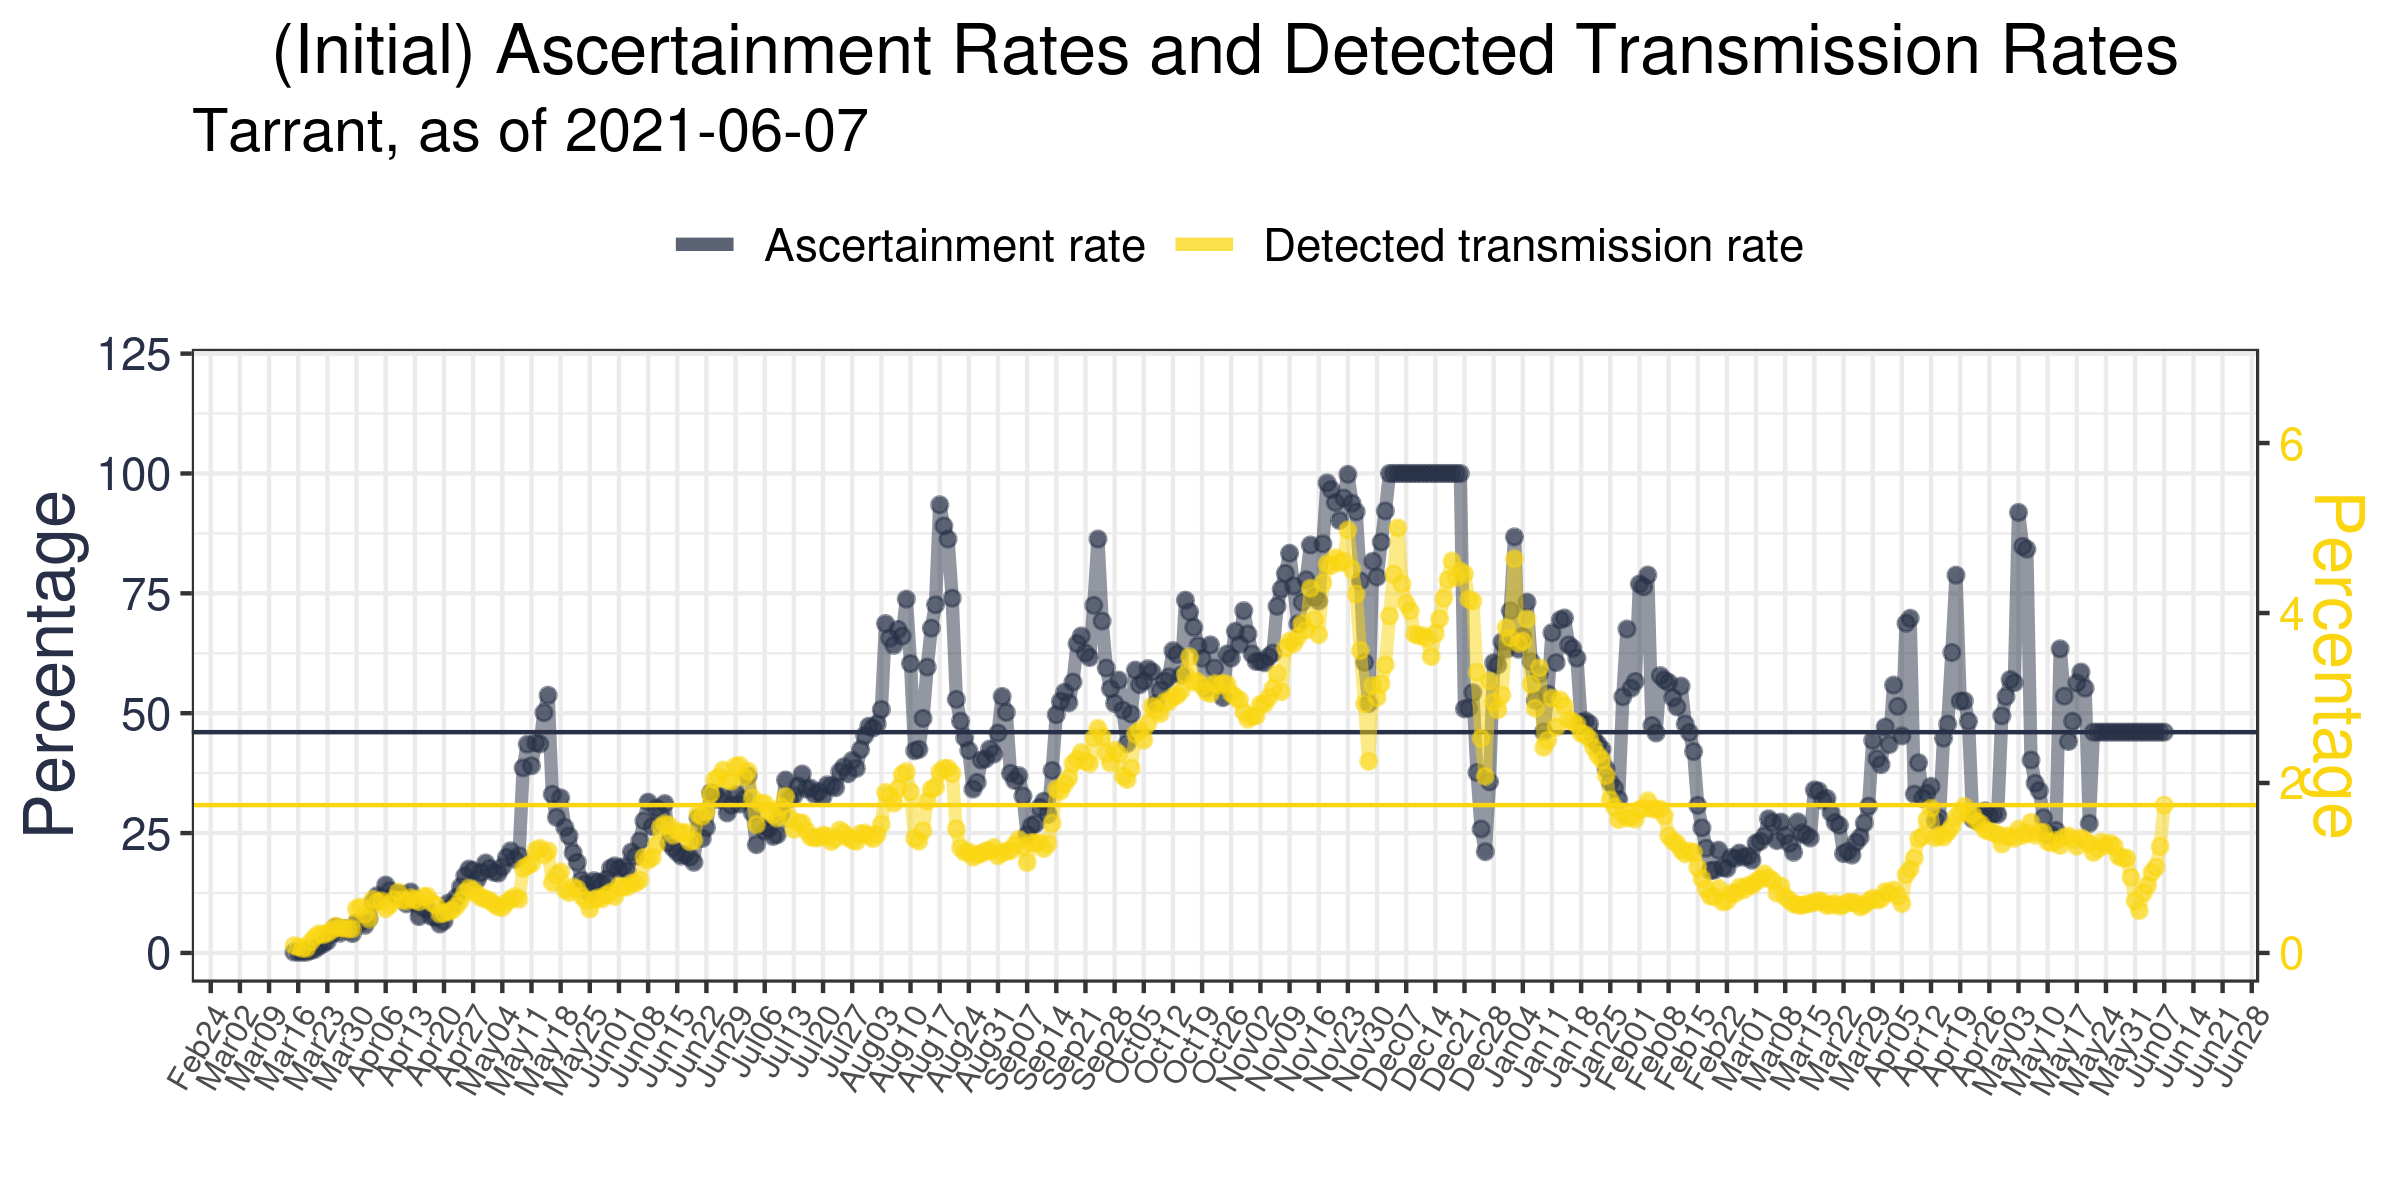 (Initial) Ascertainment Rates and Detected Transmission Rates
Tarrant, as of 2021-06-07
Ascertainment rate
Detected transmission rate
Percentage
125
100
75
50
25
0
6
4
2
0
Percentage
Feb24
Mar02
Mar09
Mar16
Mar23
Mar30
Apr06
Apr13
Apr20
Apr27
May04
May11
May18
May25
Jun01
Jun08
Jun15
Jun22
Jun29
Jul06
Jul13
Jul20
Jul27
Aug03
Aug10
Aug17
Aug24
Aug31
Sep07
Sep14
Sep21
Sep28
Oct05
Oct12
Oct19
Oct26
Nov02
Nov09
Nov16
Nov23
Nov30
Dec07
Dec14
Dec21
Dec28
Jan04
Jan11
Jan18
Jan25
Feb01
Feb08
Feb15
Feb22
Mar01
Mar08
Mar15
Mar22
Mar29
Apr05
Apr12
Apr19
Apr26
May03
May10
May17
May24
May31
Jun07
Jun14
Jun21
Jun28